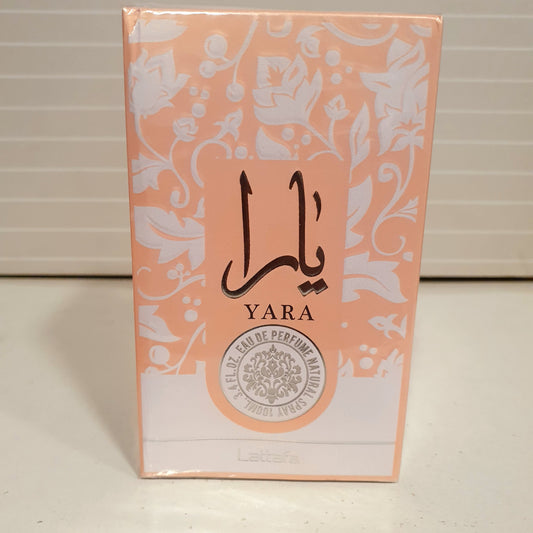 يارا
YARA
EAU DE PERFUME NATURAL SPRAY 100ML. 3.4 FL.OZ.
Lattafa